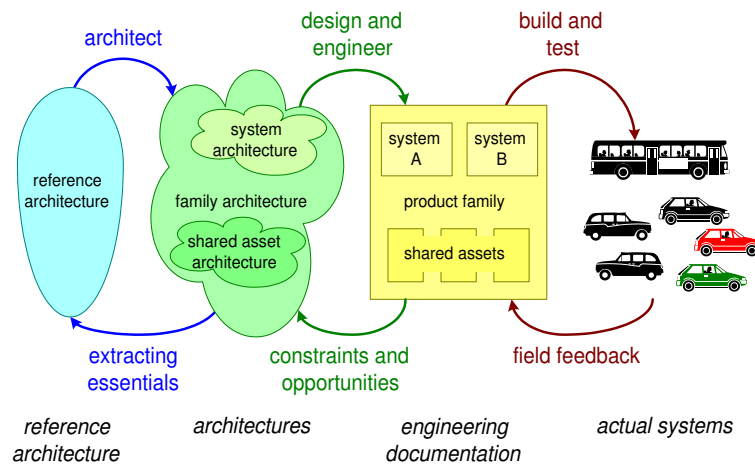 architect
design and
engineer
build and
test
reference
architecture
system
architecture
family architecture
shared asset
architecture
system
A
system
B
product family
shared assets
extracting
essentials
constraints and
opportunities
field feedback
reference
architecture
architectures
engineering
documentation
actual systems